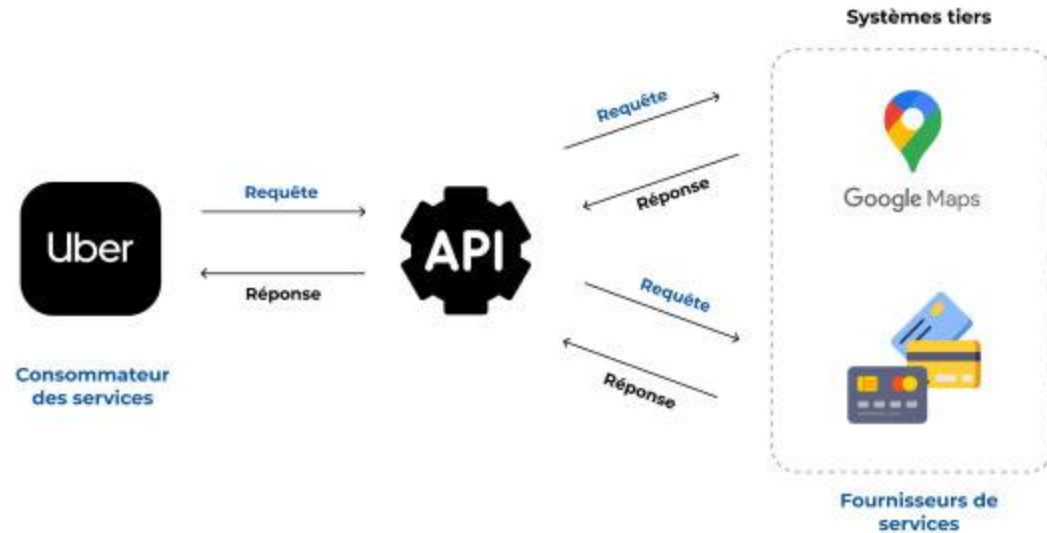 Systèmes tiers
Requête
Réponse
Google Maps
Uber
Requête
Réponse
API
Requête
Réponse
Consommateur
des services
Fournisseurs de
services